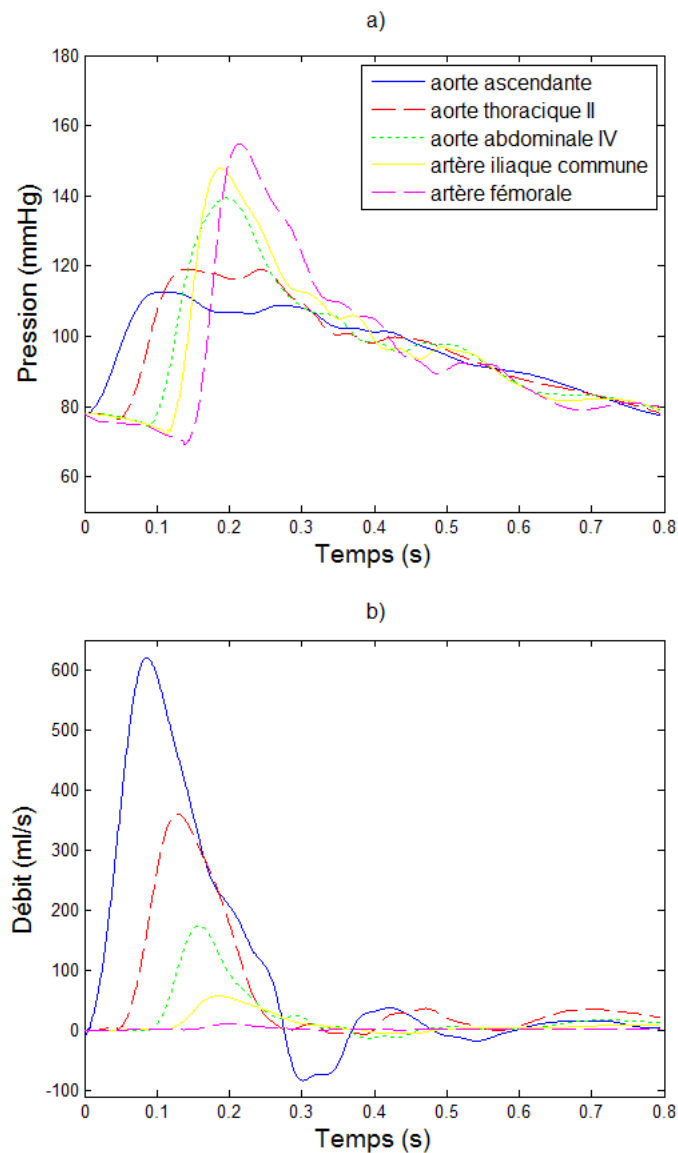 a)
180
160
140
120
100
80
60
Pression (mmHg)
aorte ascendante
aorte thoracique II
aorte abdominale IV
artère iliaque commune
artère fémorale
0 0.1 0.2 0.3 0.4 0.5 0.6 0.7 0.8
Temps (s)
b)
600
500
400
300
200
100
0
-100
Débit (ml/s)
0 0.1 0.2 0.3 0.4 0.5 0.6 0.7 0.8
Temps (s)